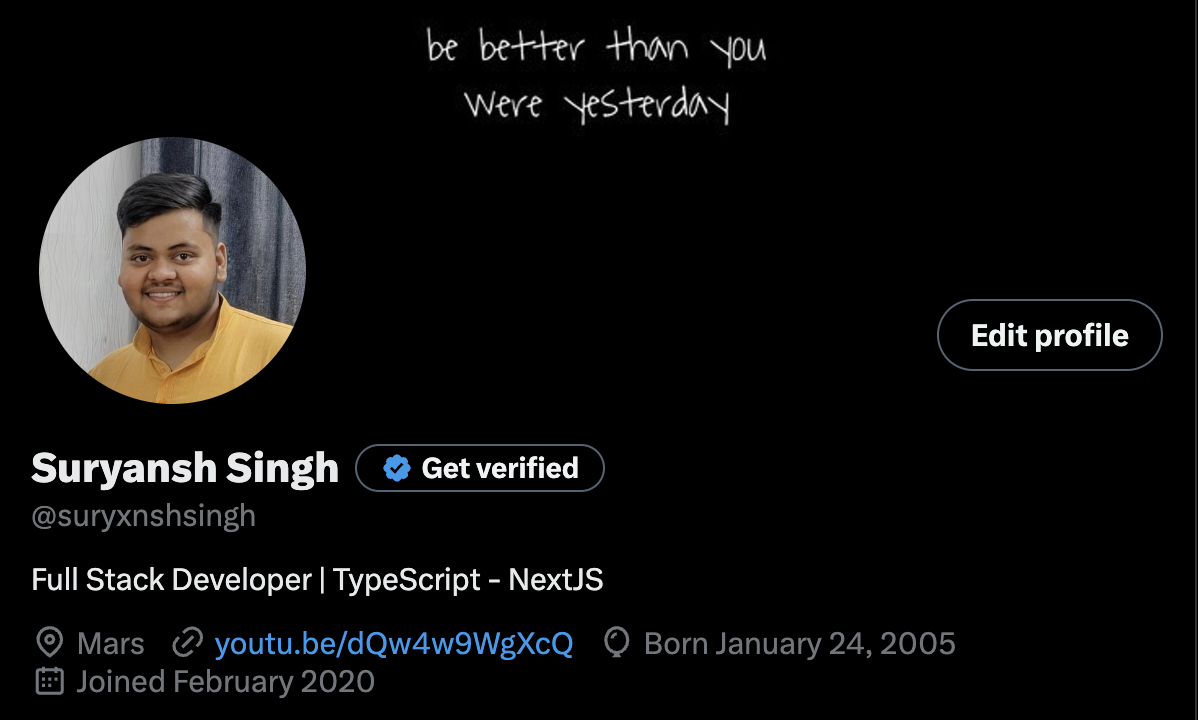 be better than you
were yesterday
Edit profile
Suryansh Singh Get verified
@suryxnshsingh
Full Stack Developer | TypeScript - NextJS
Mars youtu.be/dQw4w9WgXcQ Born January 24, 2005
Joined February 2020